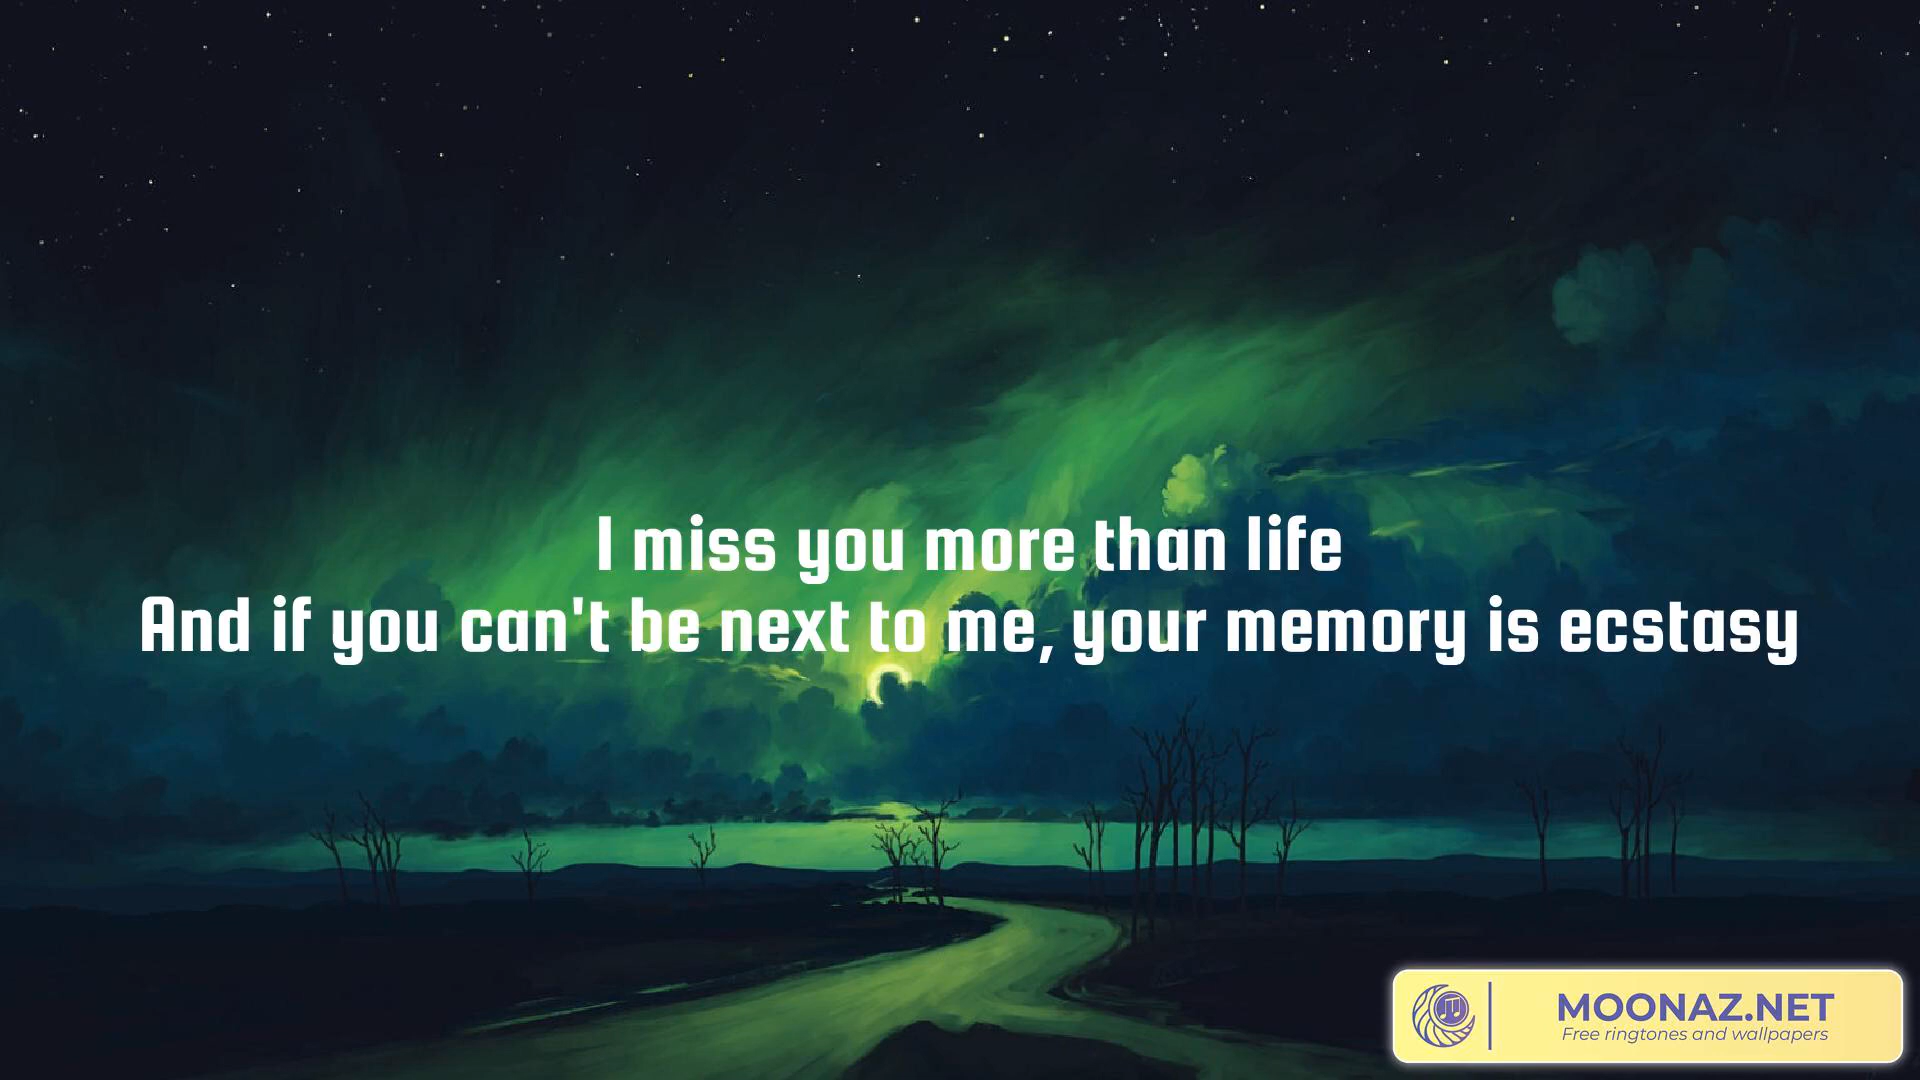 I miss you more than life
And if you can't be next to me, your memory is ecstasy
MOONAZ.NET
Free ringtones and wallpapers